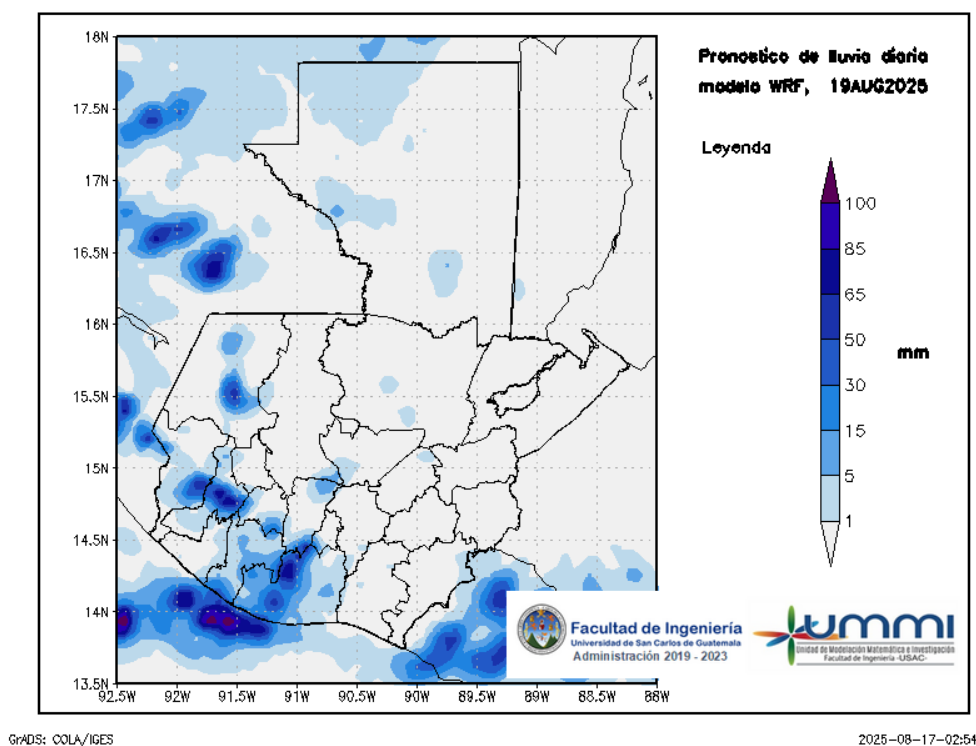 Pronostico de lluvia diaria
modelo WRF, 19AUG2025
Leyenda
100
85
65
50
30
15
5
1
mm
18N
17.5N
17N
16.5N
16N
15.5N
15N
14.5N
14N
13.5N
92.5W 92W 91.5W 91W 90.5W 90W 89.5W 89W 88.5W 88W
Facultad de Ingeniería
Universidad de San Carlos de Guatemala
Administración 2019 - 2023
ummi
Unidad de Modelación Matemática e Investigación
Facultad de Ingeniería -USAC-
GrADS: COLA/IGES
2025-08-17-02:54